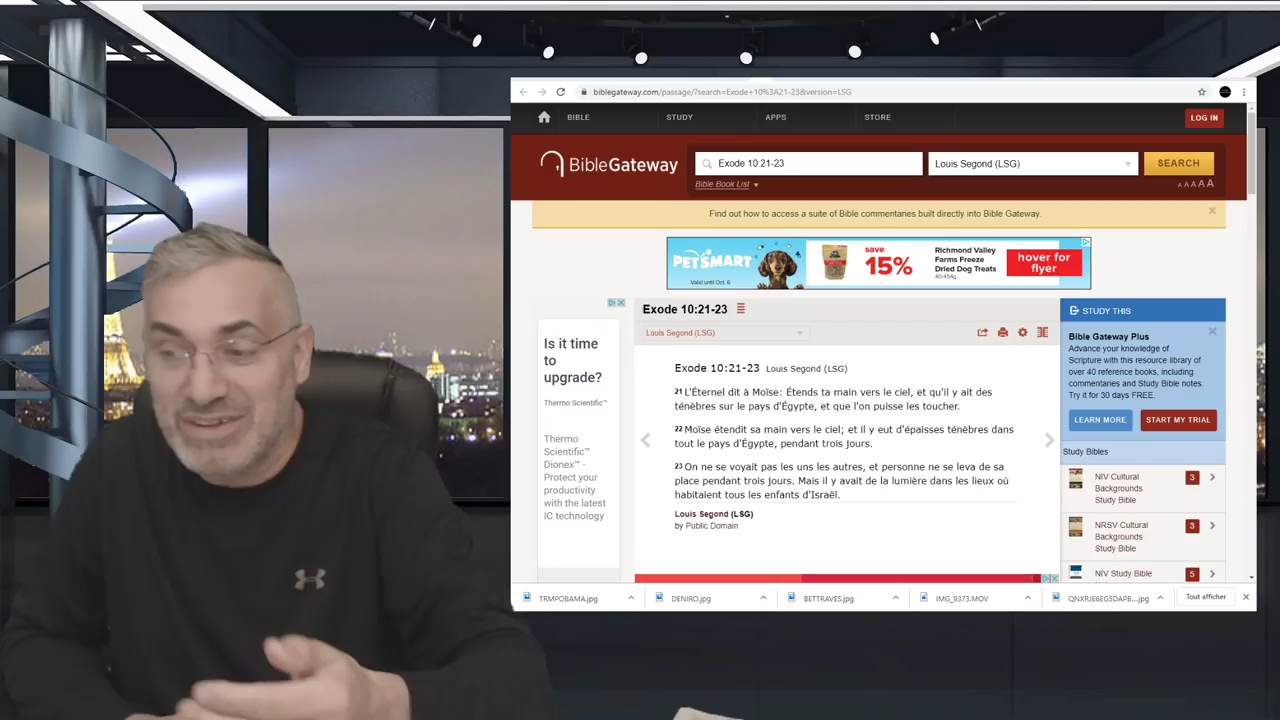 biblegateway.com/passage/?search=Exode+10%3A21-23&version=LSG
BIBLE STUDY APPS STORE LOG IN
BibleGateway
Exode 10:21-23
Louis Segond (LSG)
SEARCH
Bible Book List
A A A A A
Find out how to access a suite of Bible commentaries built directly into Bible Gateway.
PETSMART
Valid until Oct. 6
save
15%
Richmond Valley
Farms Freeze
Dried Dog Treats
40-454g
hover for
flyer
Is it time
to
upgrade?
Thermo Scientific™
Thermo
Scientific™
Dionex™ -
Protect your
productivity
with the latest
IC technology
Exode 10:21-23
Louis Segond (LSG)
Exode 10:21-23 Louis Segond (LSG)
21 L'Éternel dit à Moïse: Étends ta main vers le ciel, et qu'il y ait des
ténèbres sur le pays d'Égypte, et que l'on puisse les toucher.
22 Moïse étendit sa main vers le ciel; et il y eut d'épaisses ténèbres dans
tout le pays d'Égypte, pendant trois jours.
23 On ne se voyait pas les uns les autres, et personne ne se leva de sa
place pendant trois jours. Mais il y avait de la lumière dans les lieux où
habitaient tous les enfants d'Israël.
Louis Segond (LSG)
by Public Domain
STUDY THIS
Bible Gateway Plus
Advance your knowledge of
Scripture with this resource library of
over 40 reference books, including
commentaries and Study Bible notes.
Try it for 30 days FREE.
LEARN MORE
START MY TRIAL
Study Bibles
NIV Cultural
Backgrounds
Study Bible
3
NRSV Cultural
Backgrounds
Study Bible
3
NIV Study Bible
5
TRMPOBAMA.jpg
DENIRO.jpg
BETTRAVES.jpg
IMG_9373.MOV
QNXRJE6EG5DAPB....jpg
Tout afficher